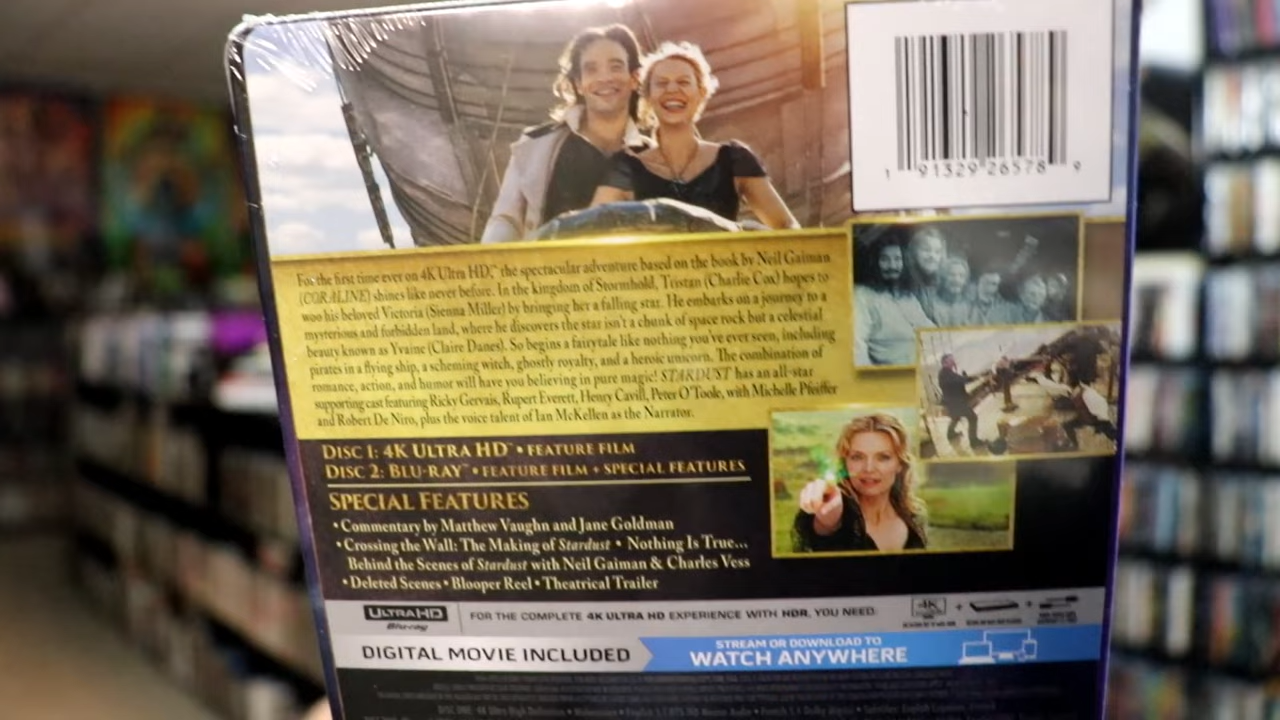 1 91329 26578 9
For the first time ever on 4K Ultra HD,™ the spectacular adventure based on the book by Neil Gaiman
(CORALINE) shines like never before. In the kingdom of Stormhold, Tristan (Charlie Cox) hopes to
woo his beloved Victoria (Sienna Miller) by bringing her a falling star. He embarks on a journey to a
mysterious and forbidden land, where he discovers the star isn't a chunk of space rock but a celestial
beauty known as Yvaine (Claire Danes). So begins a fairytale like nothing you've ever seen, including
pirates in a flying ship, a scheming witch, ghostly royalty, and a heroic unicorn. The combination of
romance, action, and humor will have you believing in pure magic! STARDUST has an all-star
supporting cast featuring Ricky Gervais, Rupert Everett, Henry Cavill, Peter O'Toole, with Michelle Pfeiffer
and Robert De Niro, plus the voice talent of Ian McKellen as the Narrator.
DISC 1: 4K ULTRA HD™ • FEATURE FILM
DISC 2: BLU-RAY™ • FEATURE FILM + SPECIAL FEATURES
SPECIAL FEATURES
• Commentary by Matthew Vaughn and Jane Goldman
• Crossing the Wall: The Making of Stardust • Nothing Is True...
Behind the Scenes of Stardust with Neil Gaiman & Charles Vess
• Deleted Scenes • Blooper Reel • Theatrical Trailer
ULTRA HD
Blu-ray
FOR THE COMPLETE 4K ULTRA HD EXPERIENCE WITH HDR, YOU NEED:
4K + +
DIGITAL MOVIE INCLUDED
STREAM OR DOWNLOAD TO
WATCH ANYWHERE